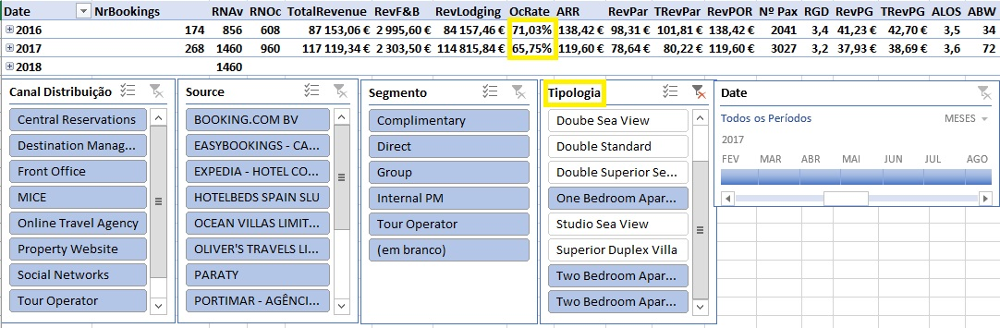 Date NrBookings RNAv RNOc TotalRevenue RevF&B RevLodging OcRate ARR RevPar TRevPar RevPOR Nº Pax RGD RevPG TRevPG ALOS ABW
2016 174 856 608 87 153,06 € 2 995,60 € 84 157,46 € 71,03% 138,42 € 98,31 € 101,81 € 138,42 € 2041 3,4 41,23 € 42,70 € 3,5 34
2017 268 1460 960 117 119,34 € 2 303,50 € 114 815,84 € 65,75% 119,60 € 78,64 € 80,22 € 119,60 € 3027 3,2 37,93 € 38,69 € 3,6 72
2018 1460
Canal Distribuição
Central Reservations
Destination Manag...
Front Office
MICE
Online Travel Agency
Property Website
Social Networks
Tour Operator
Source
BOOKING.COM BV
EASYBOOKINGS - CA...
EXPEDIA - HOTEL CO...
HOTELBEDS SPAIN SLU
OCEAN VILLAS LIMIT...
OLIVER'S TRAVELS LI...
PARATY
PORTIMAR - AGÊNCI...
Segmento
Complimentary
Direct
Group
Internal PM
Tour Operator
(em branco)
Tipologia
Doube Sea View
Double Standard
Double Superior Se...
One Bedroom Apar...
Studio Sea View
Superior Duplex Villa
Two Bedroom Apar...
Two Bedroom Apar...
Date
Todos os Períodos MESES
2017
FEV MAR ABR MAI JUN JUL AGO